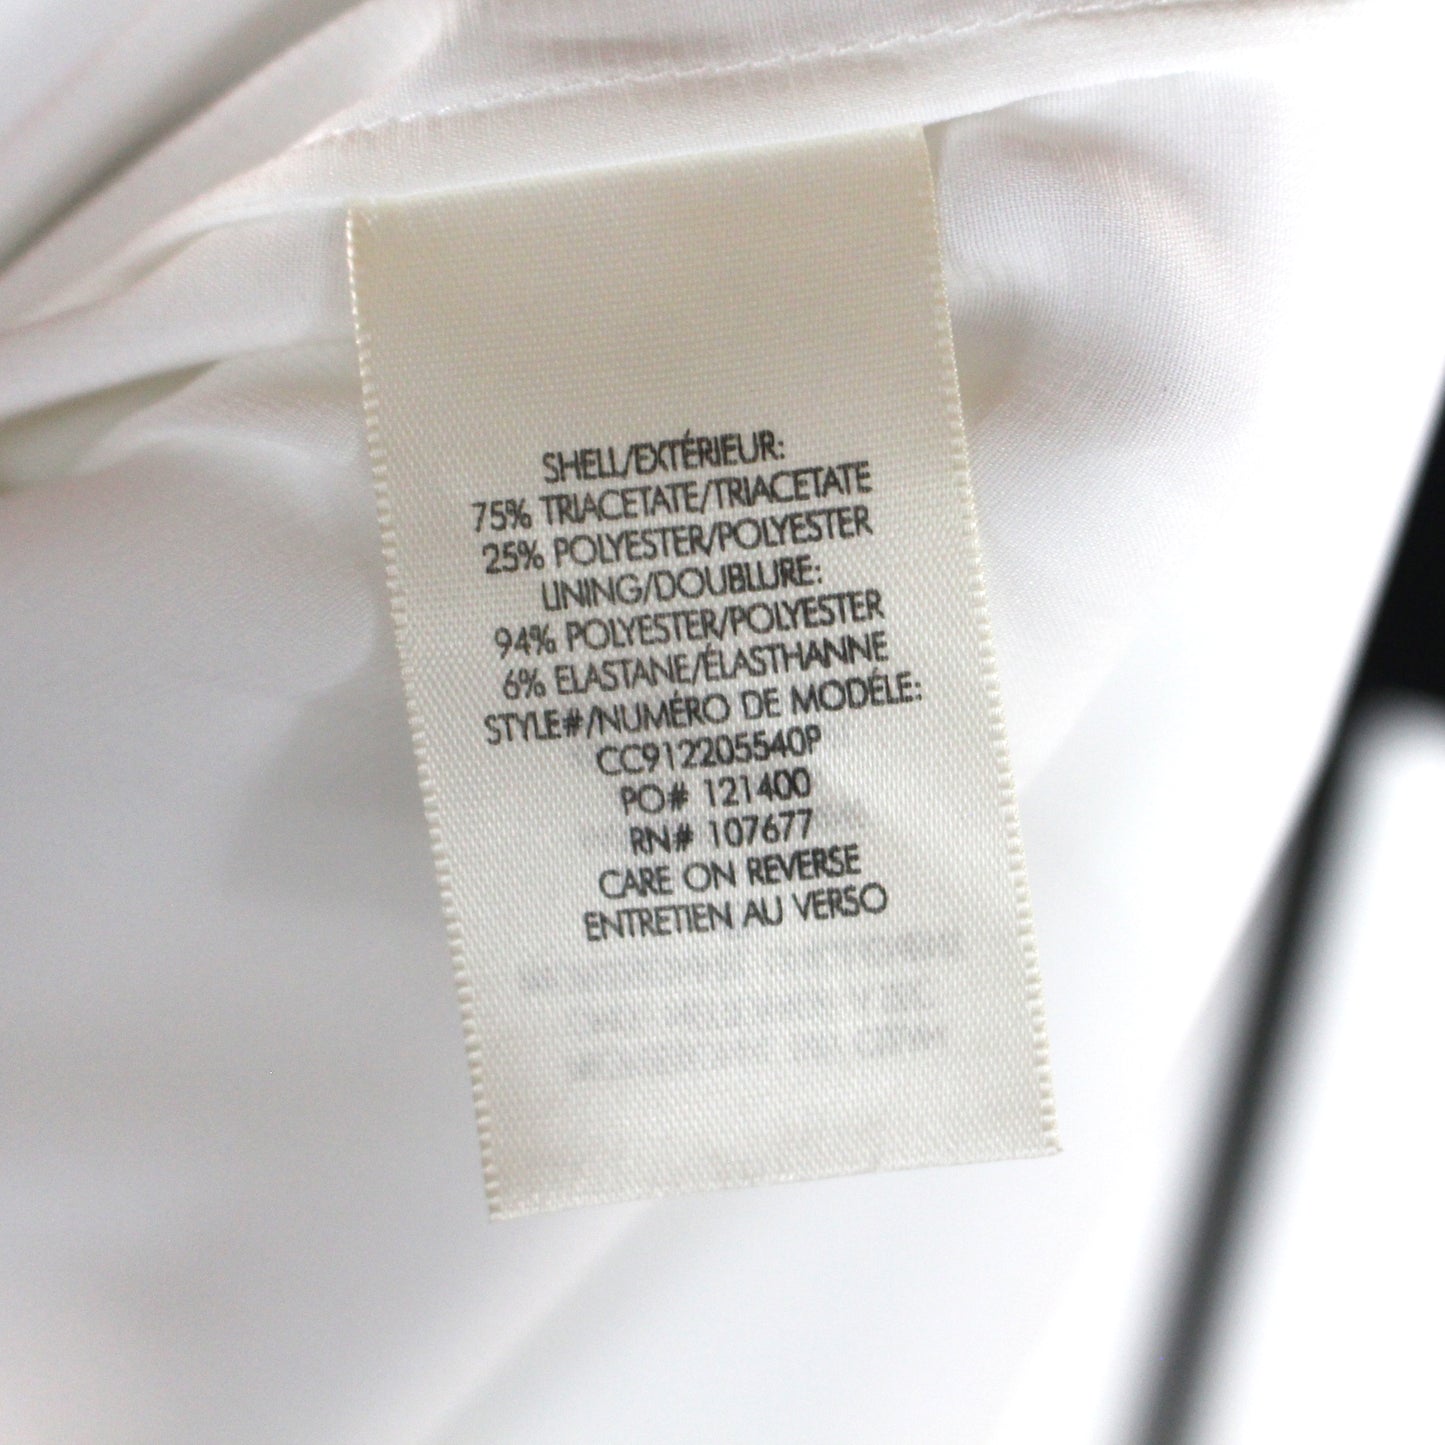 SHELL/EXTÉRIEUR:
75% TRIACETATE/TRIACETATE
25% POLYESTER/POLYESTER
LINING/DOUBLURE:
94% POLYESTER/POLYESTER
6% ELASTANE/ÉLASTHANNE
STYLE#/NUMÉRO DE MODÉLE:
CC912205540P
PO# 121400
RN# 107677
CARE ON REVERSE
ENTRETIEN AU VERSO